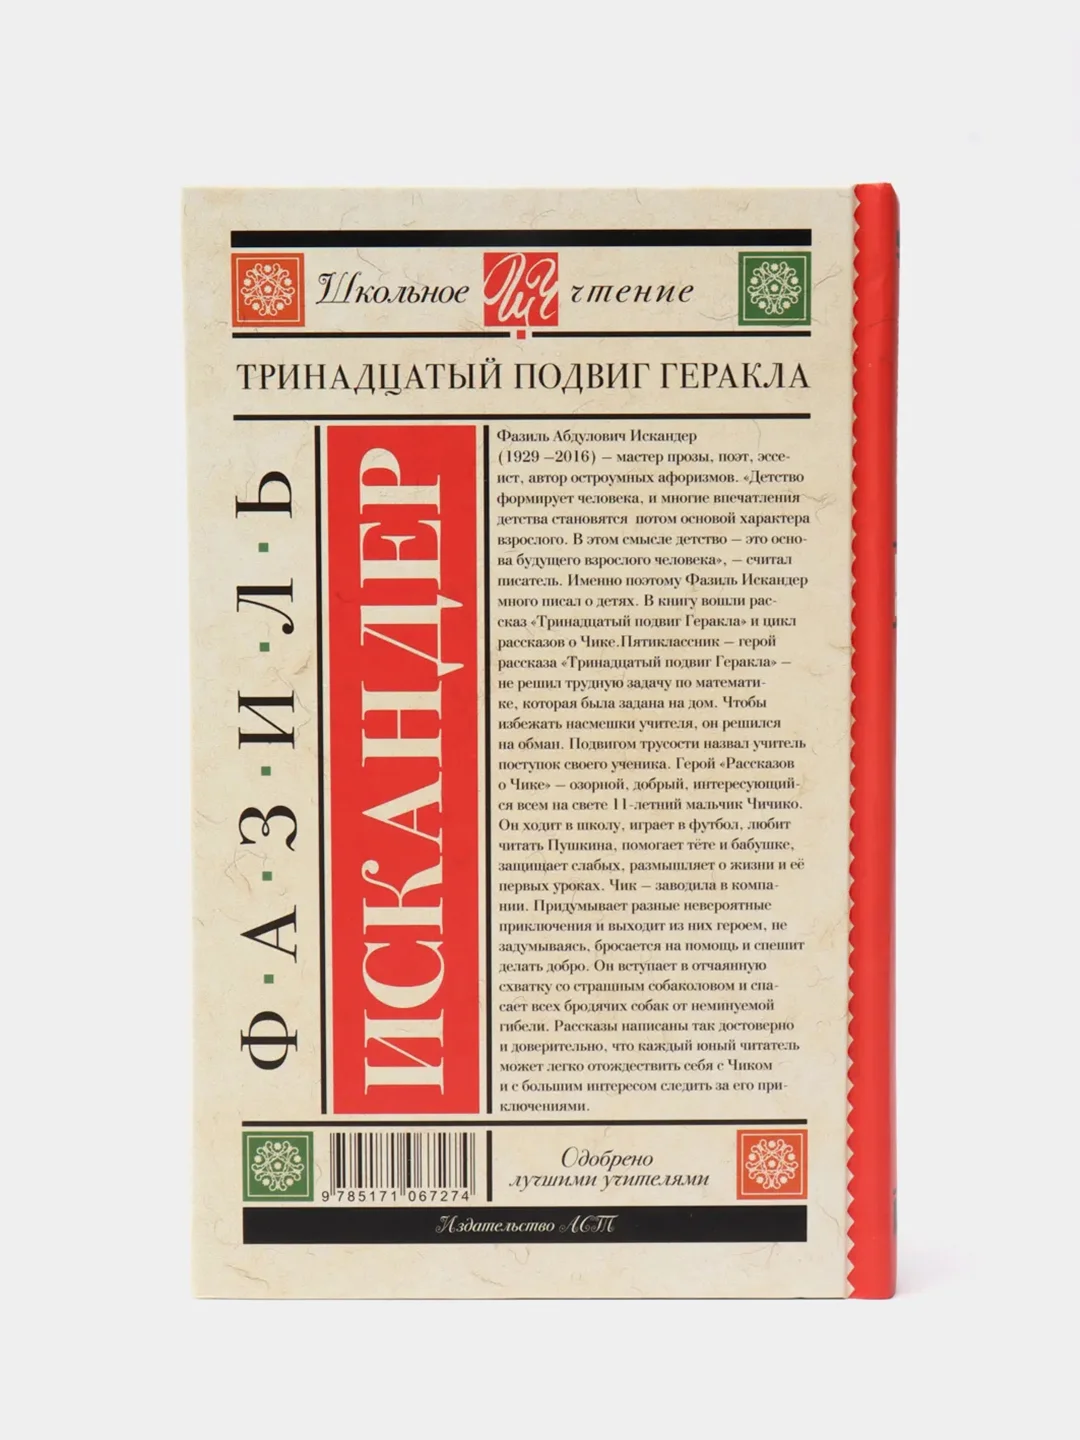 Школьное ШЧ чтение
ТРИНАДЦАТЫЙ ПОДВИГ ГЕРАКЛА
Ф·А·З·И·Л·Ь
ИСКАНДЕР
Фазиль Абдулович Искандер
(1929 –2016) – мастер прозы, поэт, эссе-
ист, автор остроумных афоризмов. «Детство
формирует человека, и многие впечатления
детства становятся потом основой характера
взрослого. В этом смысле детство – это осно-
ва будущего взрослого человека», – считал
писатель. Именно поэтому Фазиль Искандер
много писал о детях. В книгу вошли рас-
сказ «Тринадцатый подвиг Геракла» и цикл
рассказов о Чике.Пятиклассник – герой
рассказа «Тринадцатый подвиг Геракла» –
не решил трудную задачу по математи-
ке, которая была задана на дом. Чтобы
избежать насмешки учителя, он решился
на обман. Подвигом трусости назвал учитель
поступок своего ученика. Герой «Рассказов
о Чике» – озорной, добрый, интересующий-
ся всем на свете 11-летний мальчик Чичико.
Он ходит в школу, играет в футбол, любит
читать Пушкина, помогает тёте и бабушке,
защищает слабых, размышляет о жизни и её
первых уроках. Чик – заводила в компа-
нии. Придумывает разные невероятные
приключения и выходит из них героем, не
задумываясь, бросается на помощь и спешит
делать добро. Он вступает в отчаянную
схватку со страшным собаколовом и спа-
сает всех бродячих собак от неминуемой
гибели. Рассказы написаны так достоверно
и доверительно, что каждый юный читатель
может легко отождествить себя с Чиком
и с большим интересом следить за его при-
ключениями.
9 785171 067274
Одобрено
лучшими учителями
Издательство АСТ